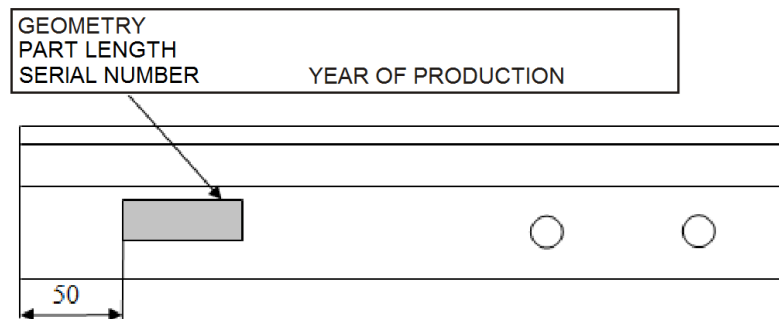 GEOMETRY
PART LENGTH
SERIAL NUMBER YEAR OF PRODUCTION
50